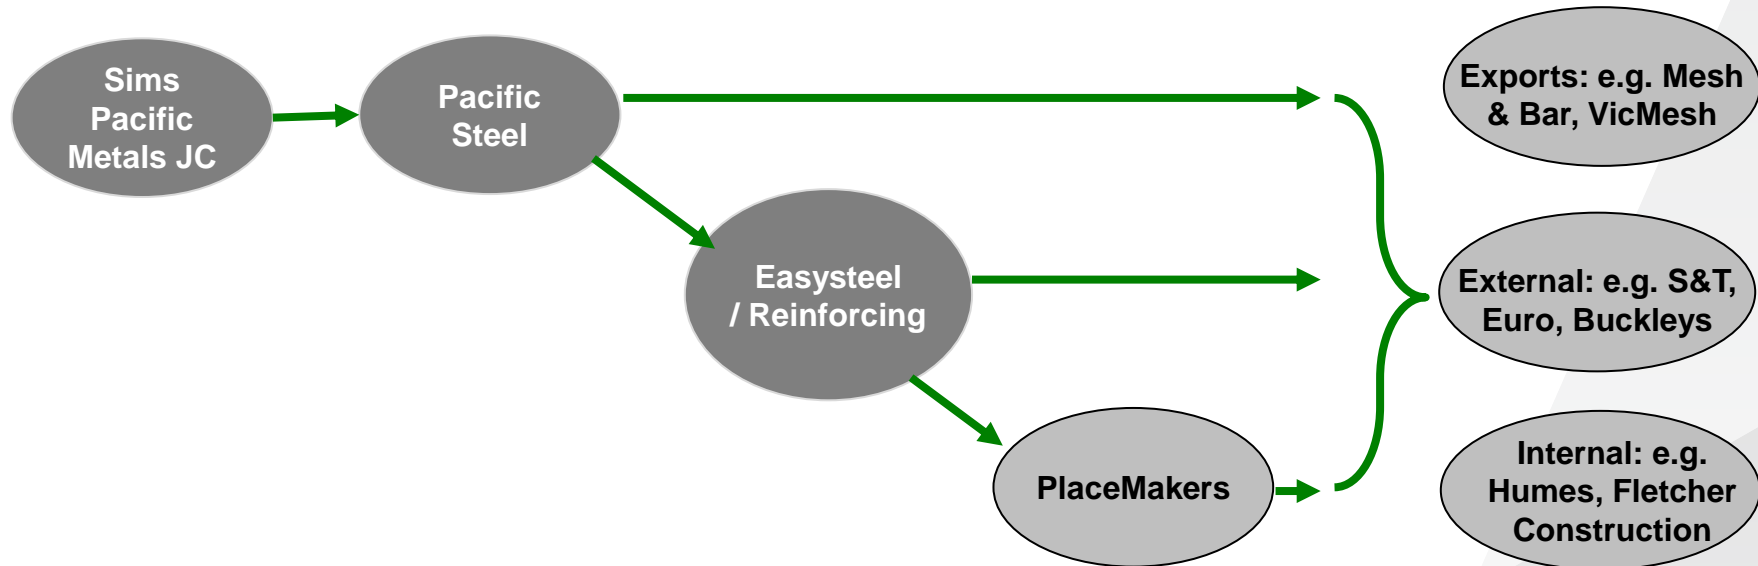 Sims
Pacific
Metals JC
Pacific
Steel
Easysteel
/ Reinforcing
PlaceMakers
Exports: e.g. Mesh
& Bar, VicMesh
External: e.g. S&T,
Euro, Buckleys
Internal: e.g.
Humes, Fletcher
Construction